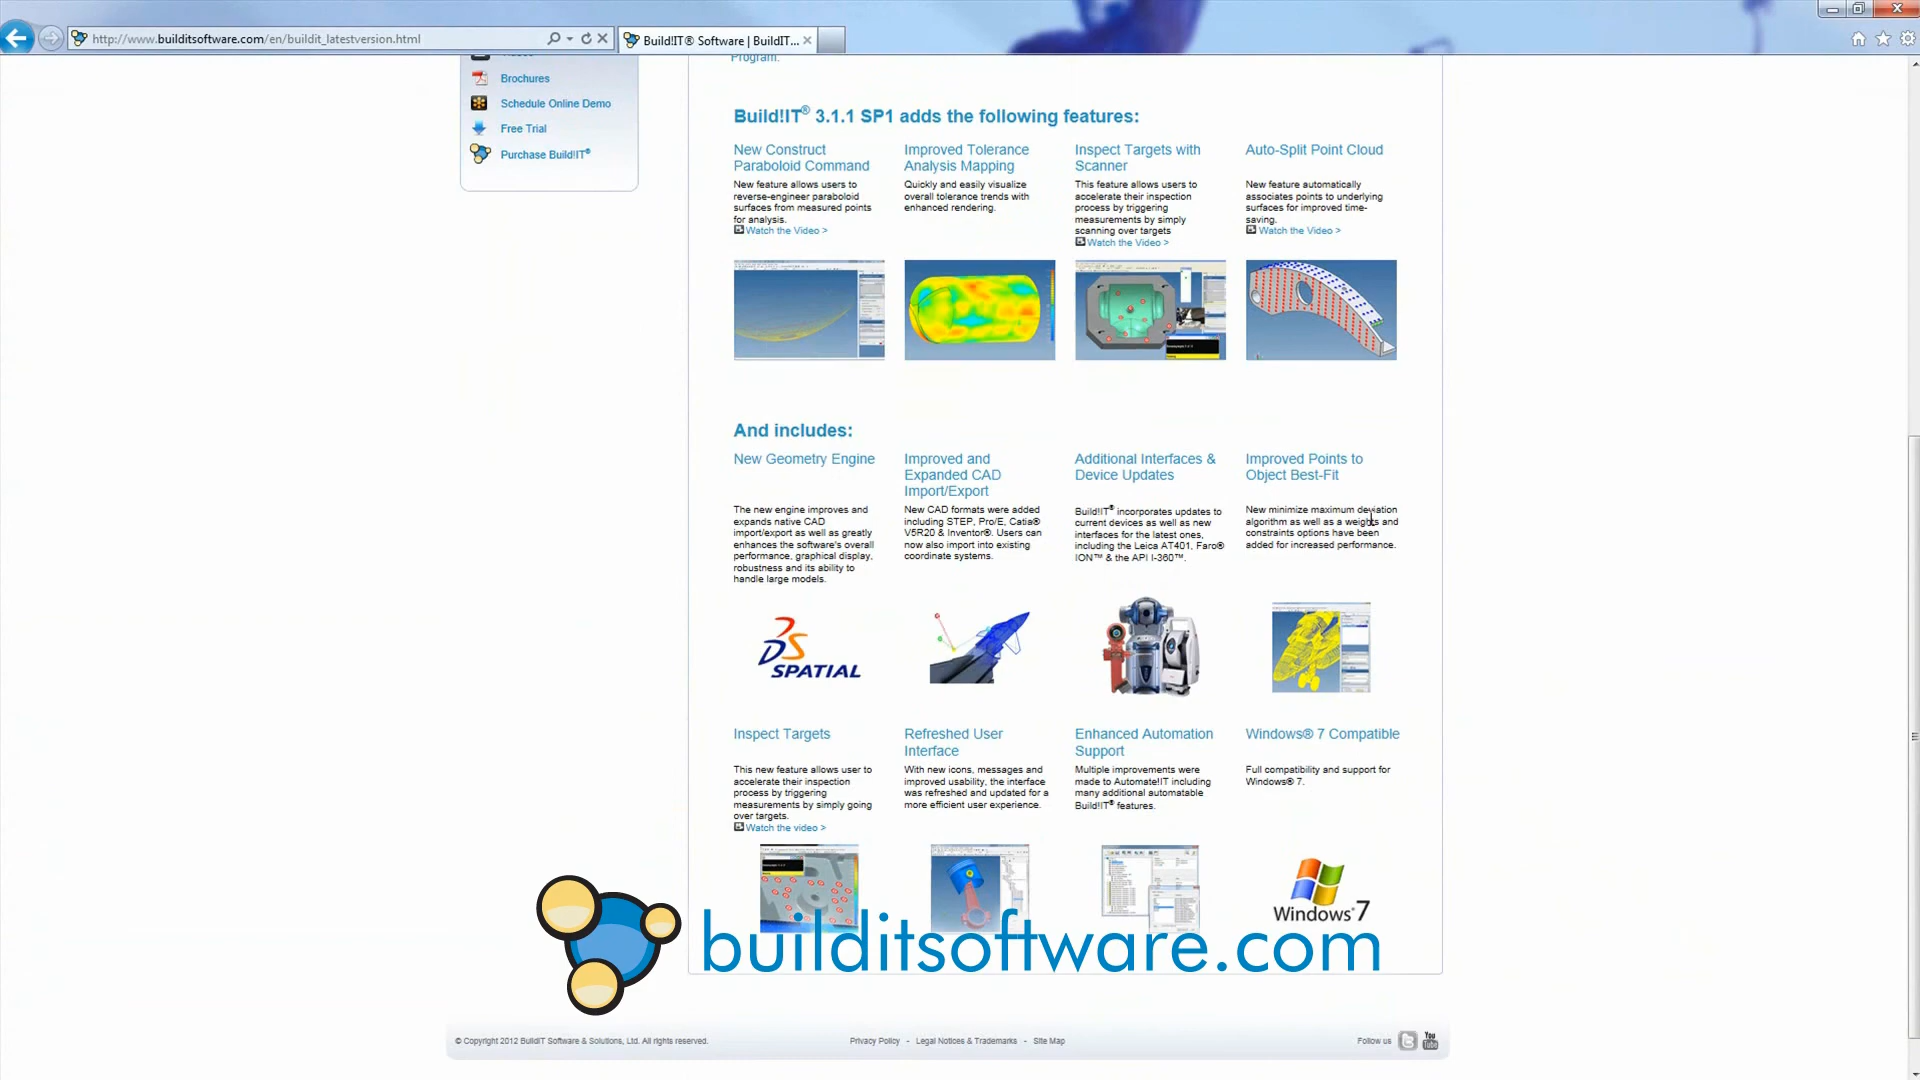 http://www.builditsoftware.com/en/buildit_latestversion.html
Build!IT® Software | BuildIT...
Brochures
Schedule Online Demo
Free Trial
Purchase Build!IT®
Program.
Build!IT® 3.1.1 SP1 adds the following features:
New Construct
Paraboloid Command
New feature allows users to
reverse-engineer paraboloid
surfaces from measured points
for analysis.
Watch the Video >
Improved Tolerance
Analysis Mapping
Quickly and easily visualize
overall tolerance trends with
enhanced rendering.
Inspect Targets with
Scanner
This feature allows users to
accelerate their inspection
process by triggering
measurements by simply
scanning over targets
Watch the Video >
Auto-Split Point Cloud
New feature automatically
associates points to underlying
surfaces for improved time-
saving.
Watch the Video >
And includes:
New Geometry Engine
The new engine improves and
expands native CAD
import/export as well as greatly
enhances the software's overall
performance, graphical display,
robustness and its ability to
handle large models.
Improved and
Expanded CAD
Import/Export
New CAD formats were added
including STEP, Pro/E, Catia®
V5R20 & Inventor®. Users can
now also import into existing
coordinate systems.
Additional Interfaces &
Device Updates
Build!IT® incorporates updates to
current devices as well as new
interfaces for the latest ones,
including the Leica AT401, Faro®
ION™ & the API I-360™.
Improved Points to
Object Best-Fit
New minimize maximum deviation
algorithm as well as a weights and
constraints options have been
added for increased performance.
SPATIAL
Inspect Targets
This new feature allows user to
accelerate their inspection
process by triggering
measurements by simply going
over targets.
Watch the video >
Refreshed User
Interface
With new icons, messages and
improved usability, the interface
was refreshed and updated for a
more efficient user experience.
Enhanced Automation
Support
Multiple improvements were
made to Automate!IT including
many additional automatable
Build!IT® features.
Windows® 7 Compatible
Full compatibility and support for
Windows® 7.
Windows®7
builditsoftware.com
© Copyright 2012 BuildIT Software & Solutions, Ltd. All rights reserved.
Privacy Policy - Legal Notices & Trademarks - Site Map
Follow us
You
Tube